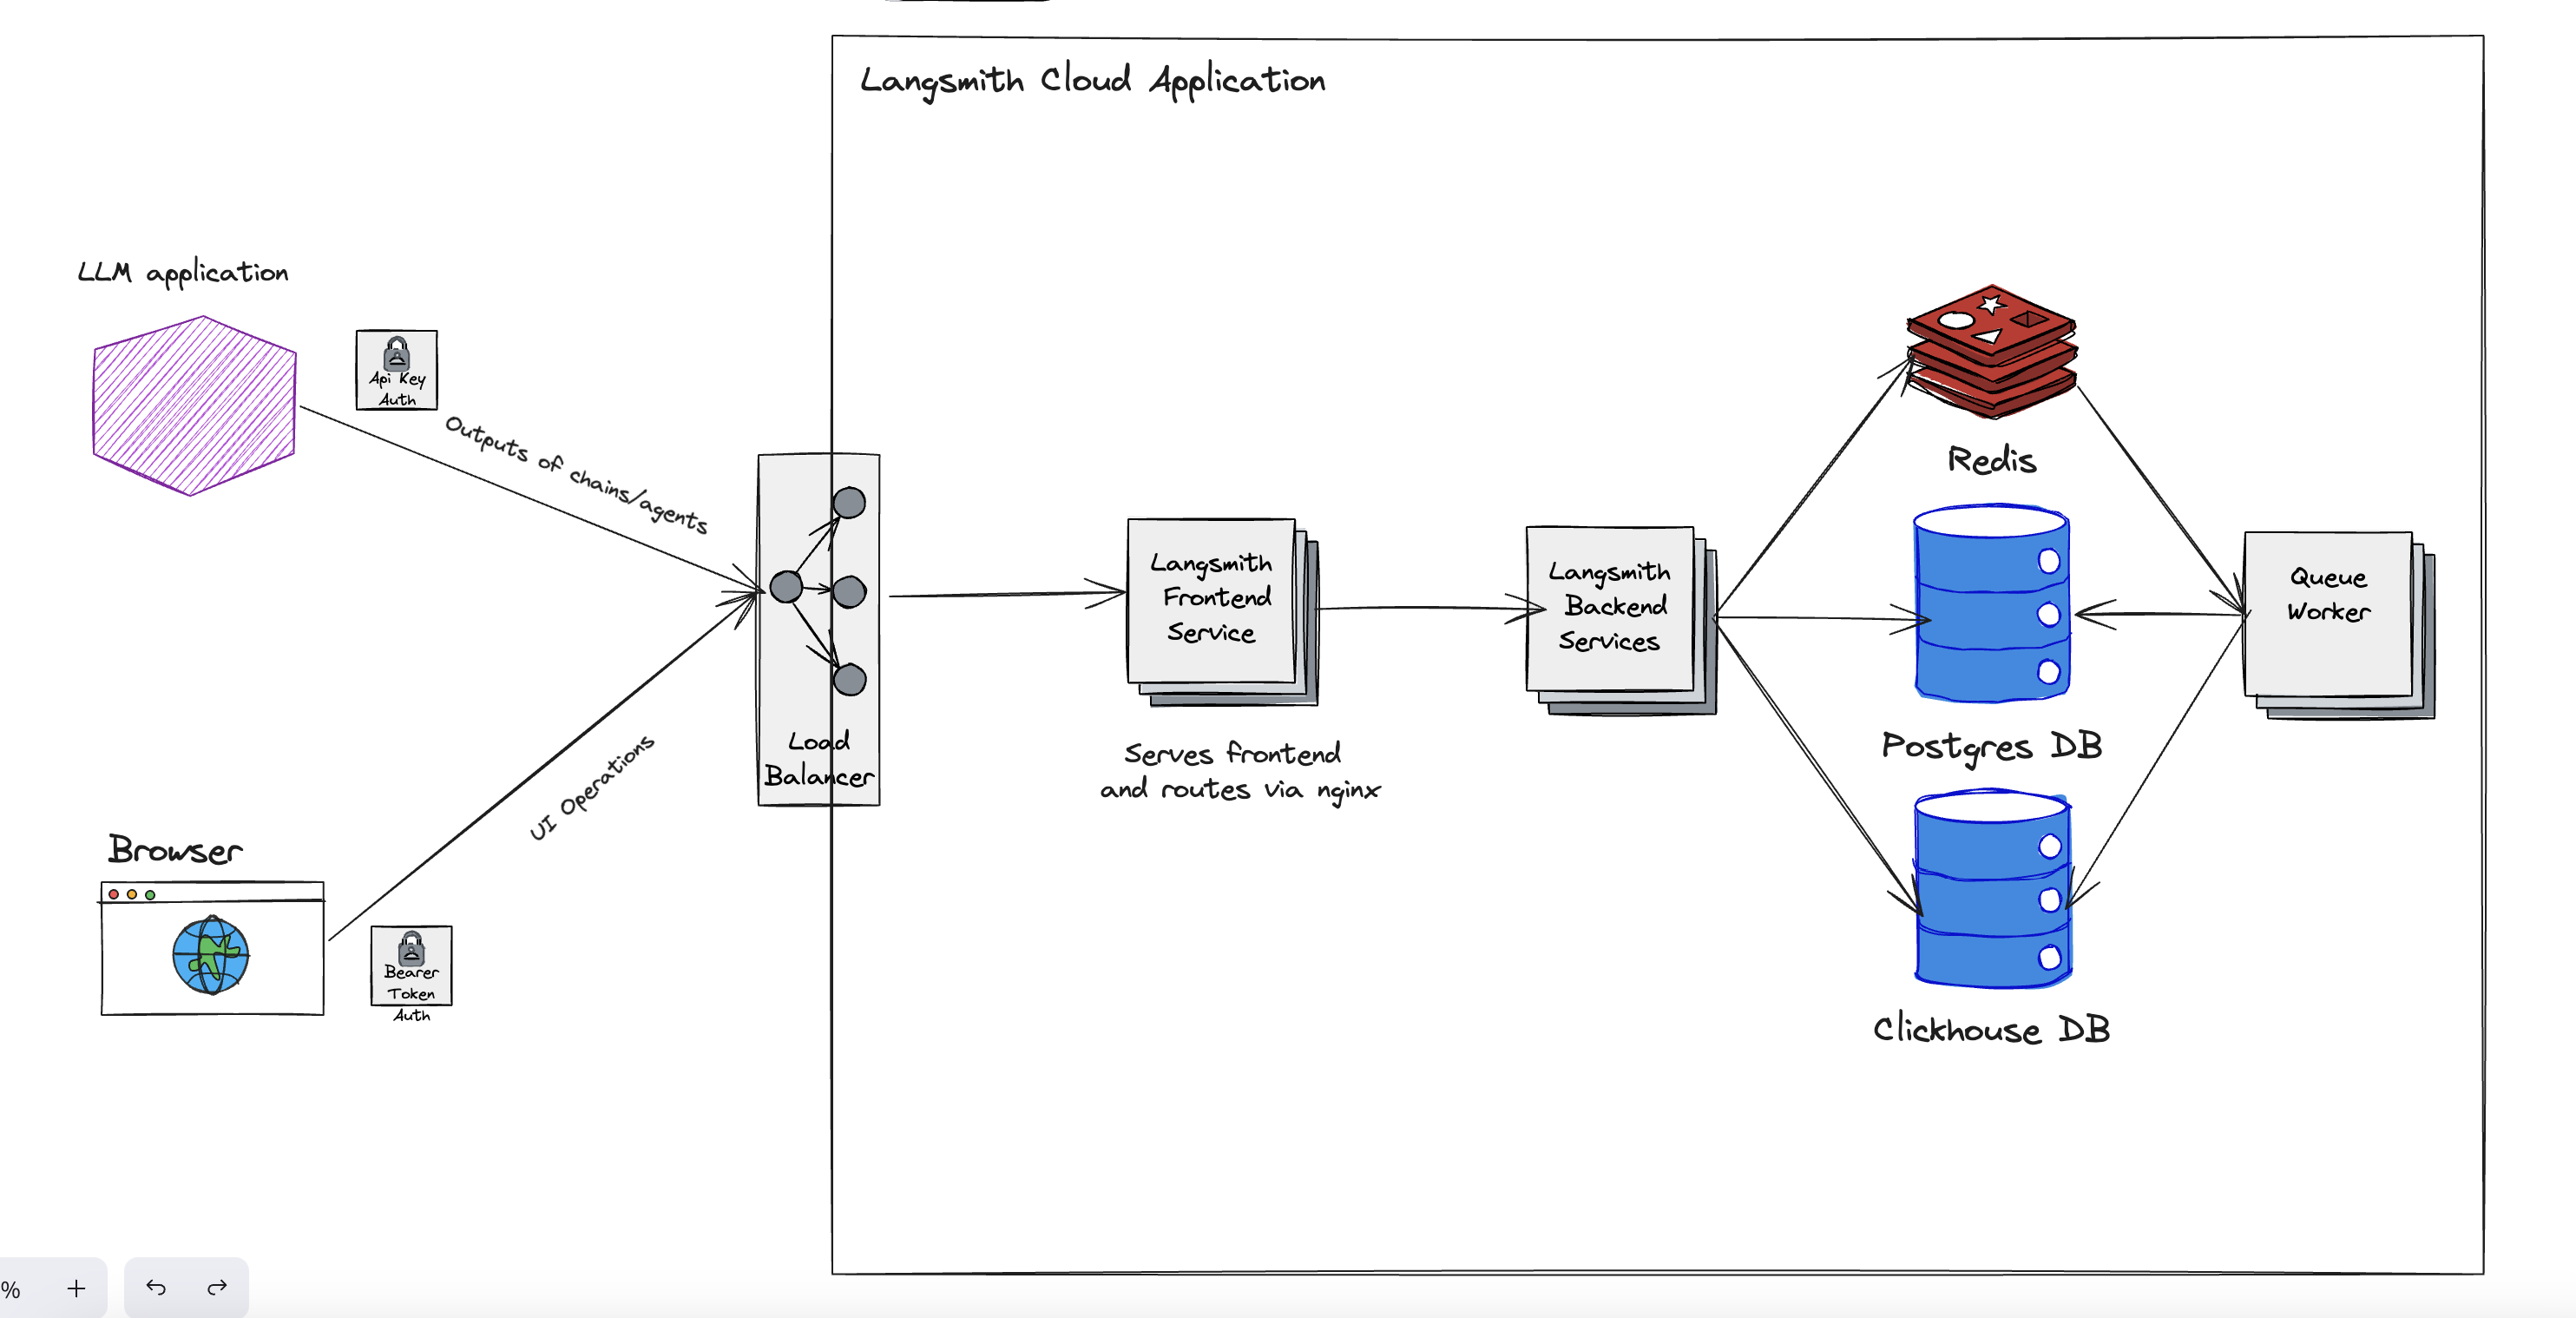 Langsmith Cloud Application
LLM application
Api Key
Auth
Outputs of chains/agents
Load
Balancer
UI Operations
Browser
Bearer
Token
Auth
Langsmith
Frontend
Service
Serves frontend
and routes via nginx
Langsmith
Backend
Services
Redis
Postgres DB
Clickhouse DB
Queue
Worker
%